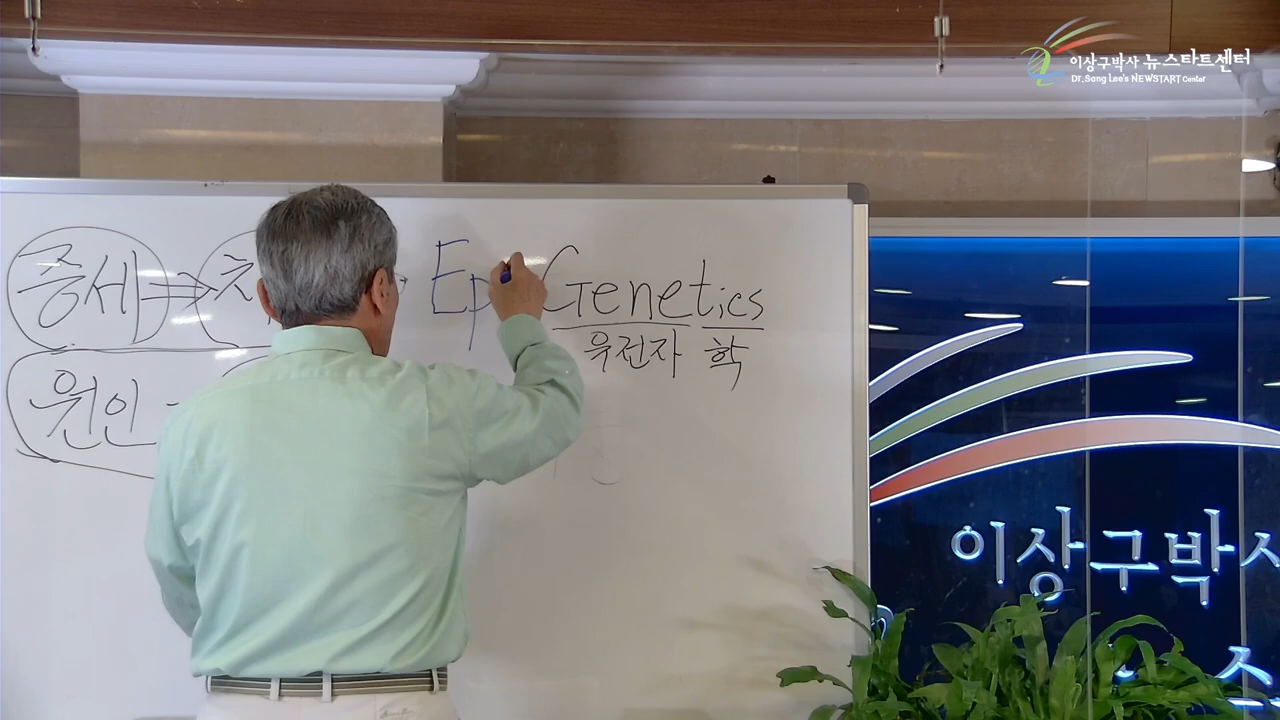 이상구박사 뉴스타트센터
Dr. Sang Lee's NEWSTART Center
증세 ⇒
Ep Genetics
유전자 학
원인
이상구박사